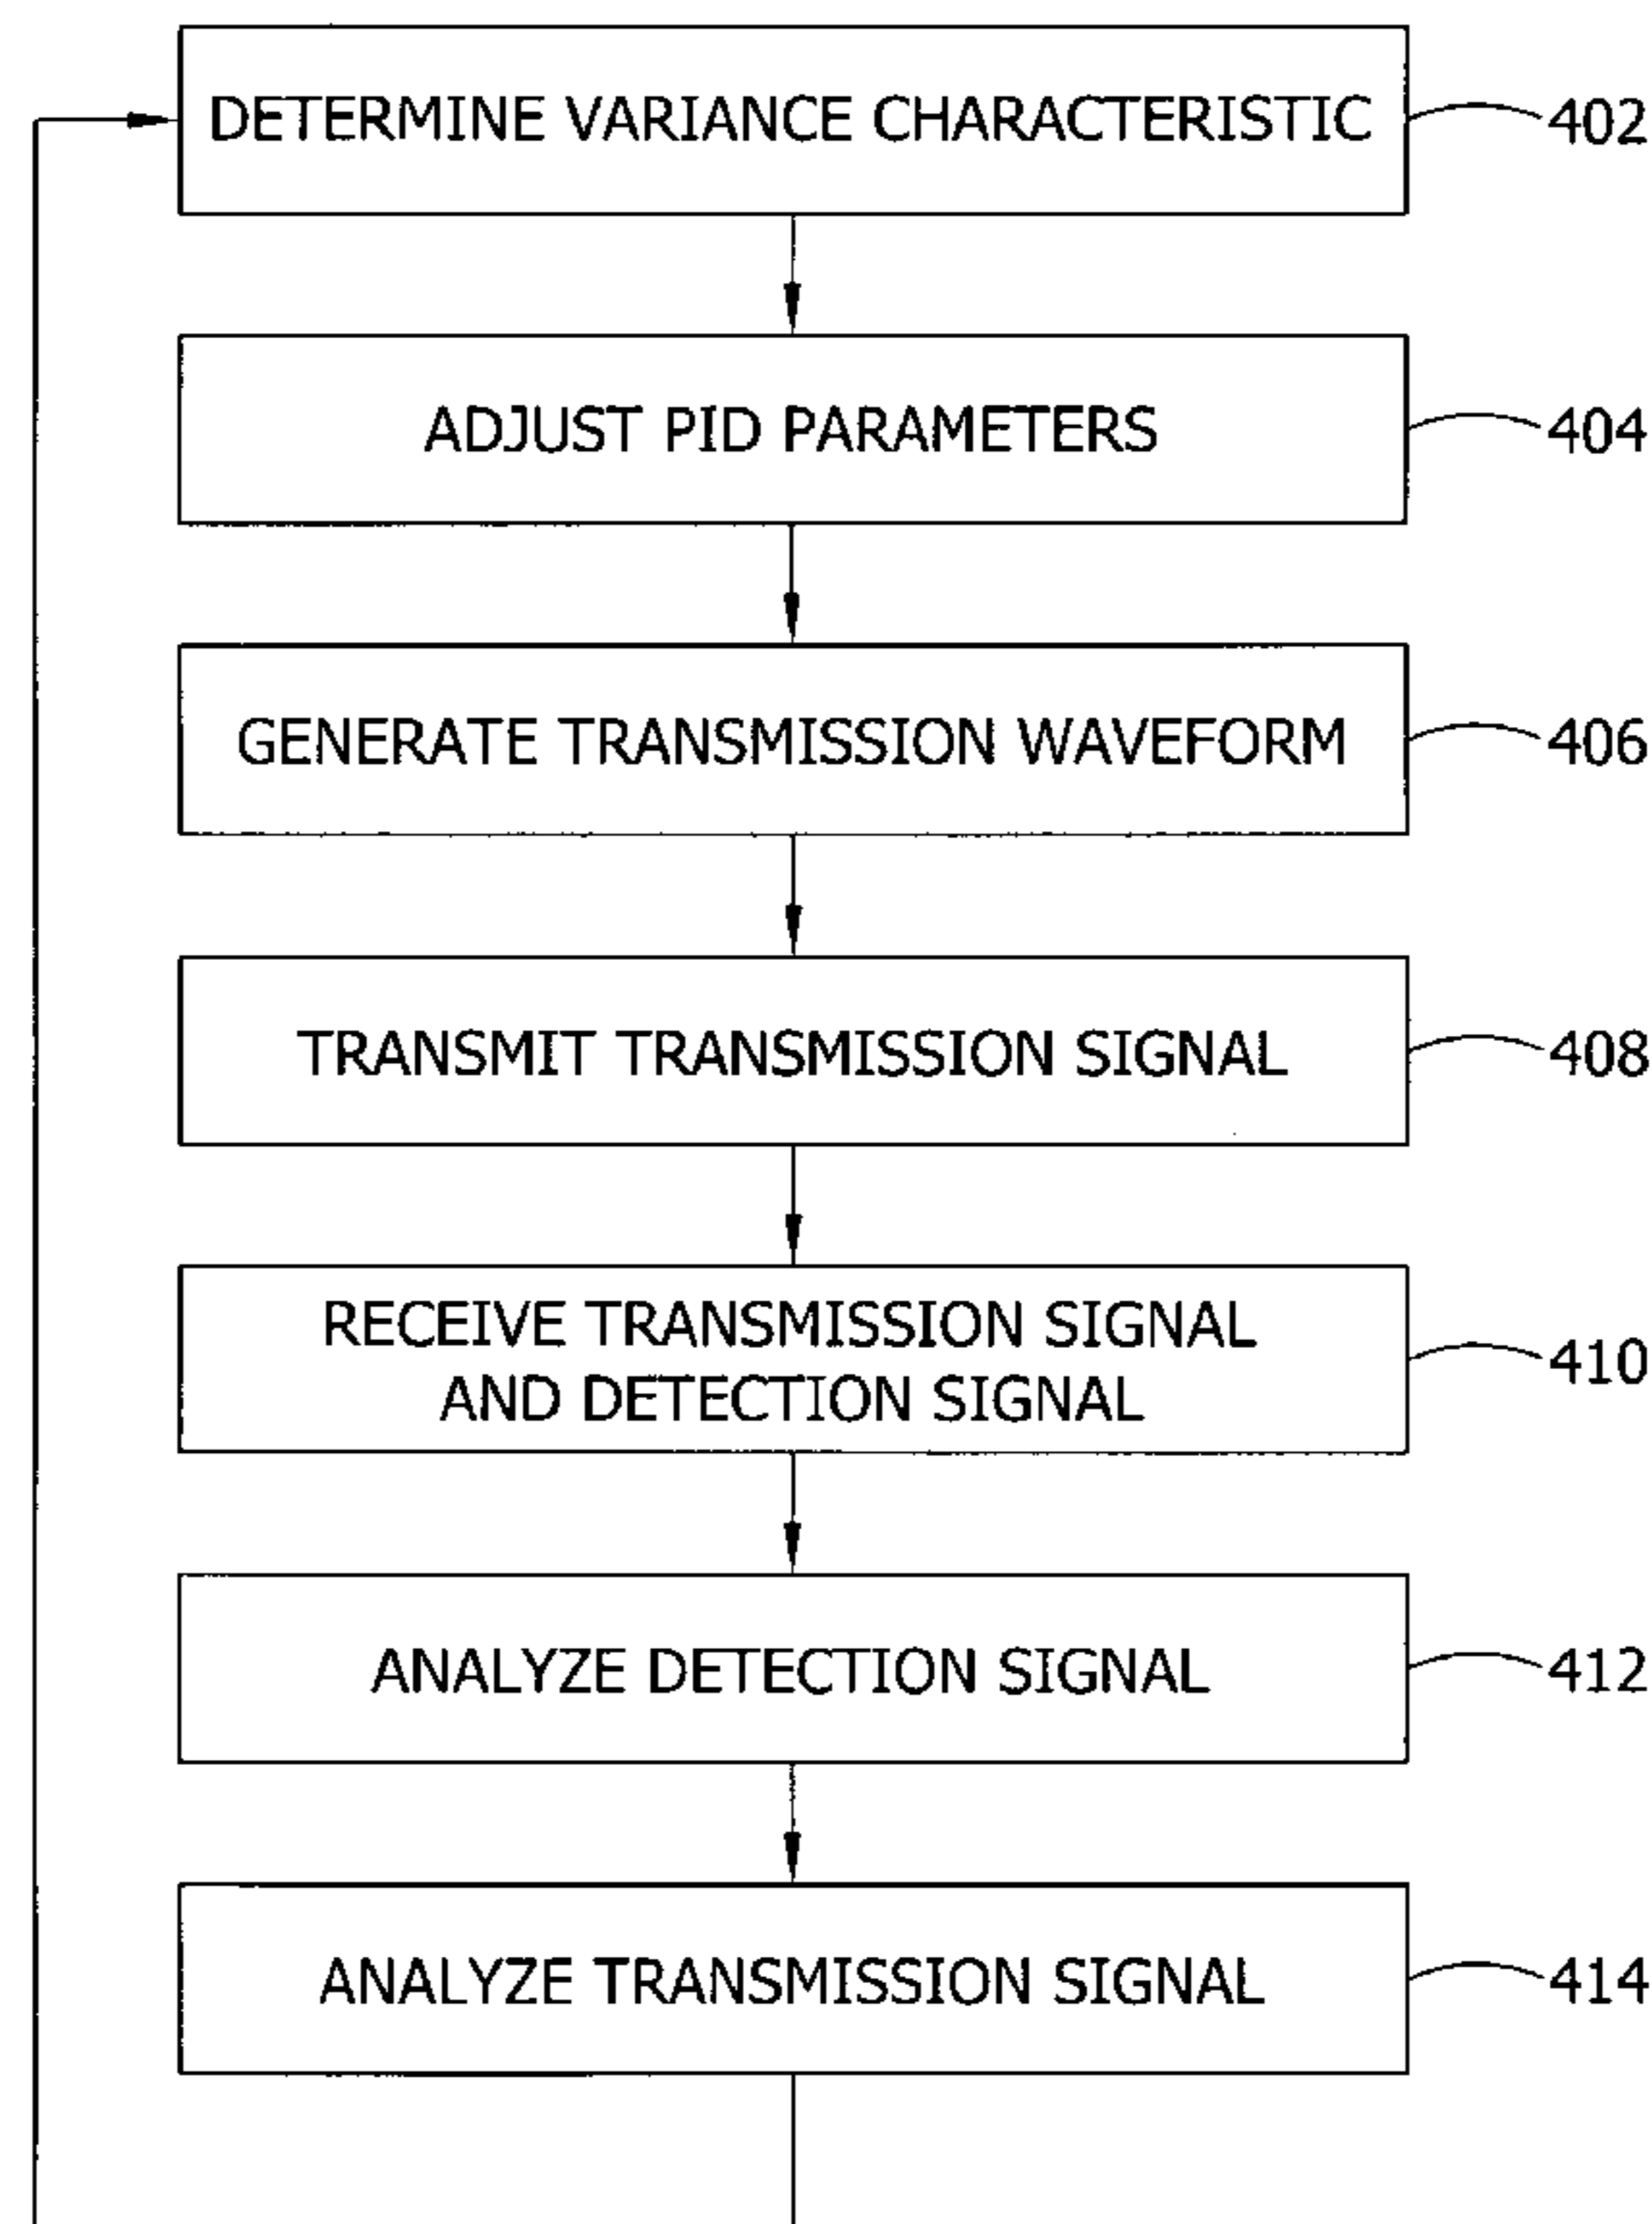 DETERMINE VARIANCE CHARACTERISTIC
402
ADJUST PID PARAMETERS
404
GENERATE TRANSMISSION WAVEFORM
406
TRANSMIT TRANSMISSION SIGNAL
408
RECEIVE TRANSMISSION SIGNAL
AND DETECTION SIGNAL
410
ANALYZE DETECTION SIGNAL
412
ANALYZE TRANSMISSION SIGNAL
414